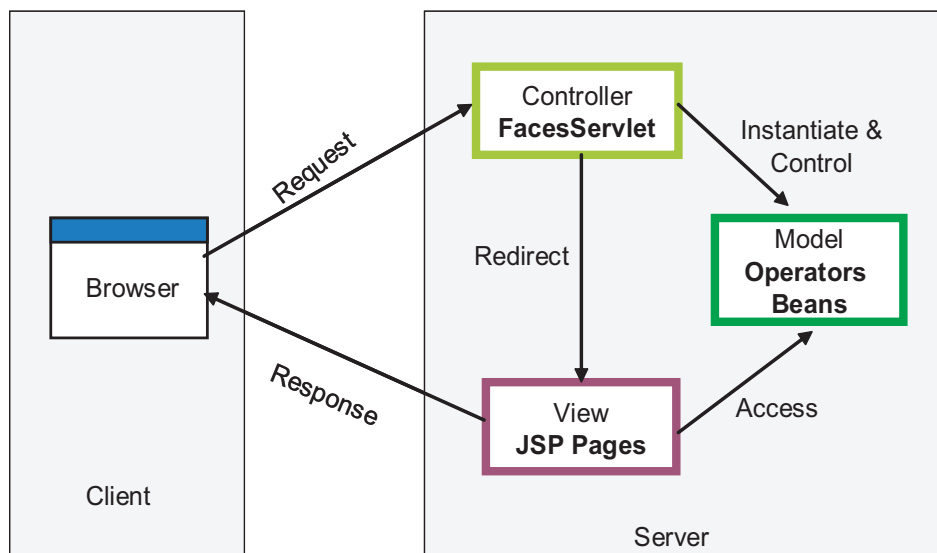 Controller
FacesServlet
Instantiate &
Control
Request
Model
Operators
Beans
Redirect
Browser
Response
View
JSP Pages
Access
Client
Server